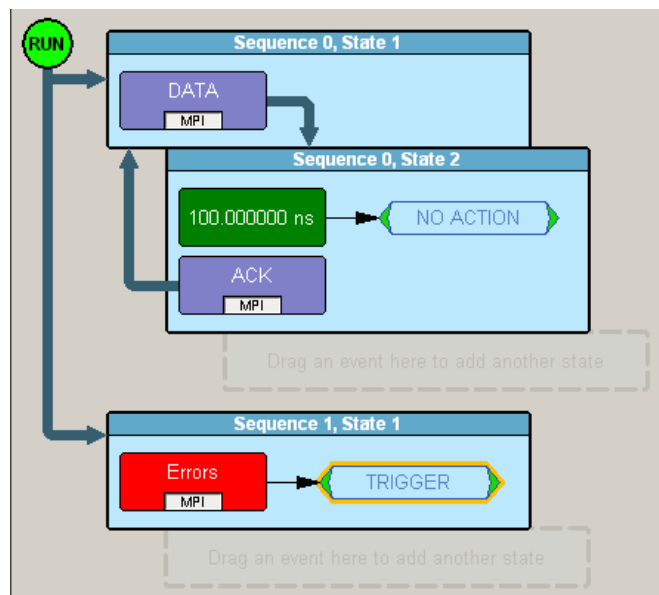 RUN
Sequence 0, State 1
DATA
MPI
Sequence 0, State 2
100.000000 ns
NO ACTION
ACK
MPI
Drag an event here to add another state
Sequence 1, State 1
Errors
MPI
TRIGGER
Drag an event here to add another state